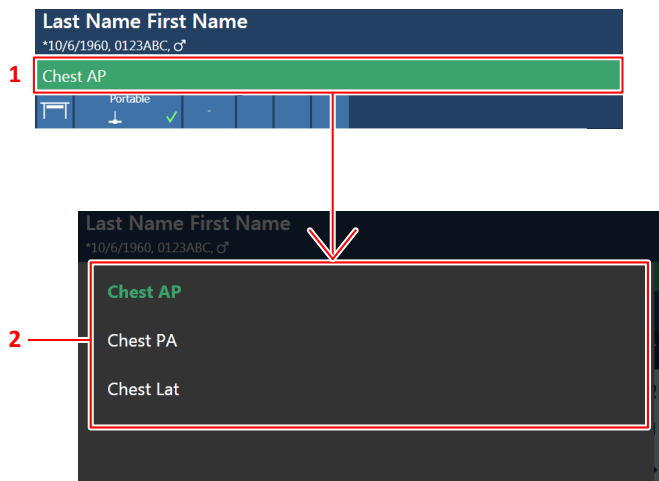 Last Name First Name
*10/6/1960, 0123ABC, ♂
1
Chest AP
Portable
-
Last Name First Name
*10/6/1960, 0123ABC, ♂
Chest AP
2
Chest PA
Chest Lat